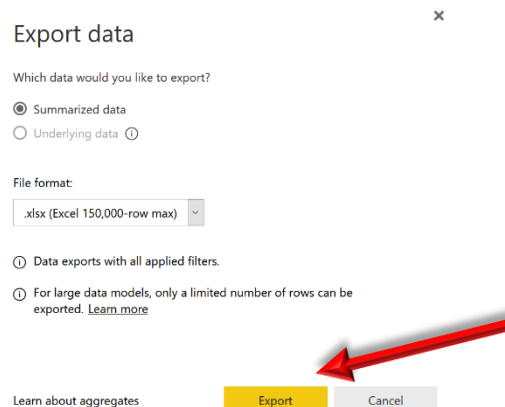 Export data
Which data would you like to export?
Summarized data
Underlying data
File format:
.xlsx (Excel 150,000-row max)
Data exports with all applied filters.
For large data models, only a limited number of rows can be
exported. Learn more
Learn about aggregates
Export
Cancel